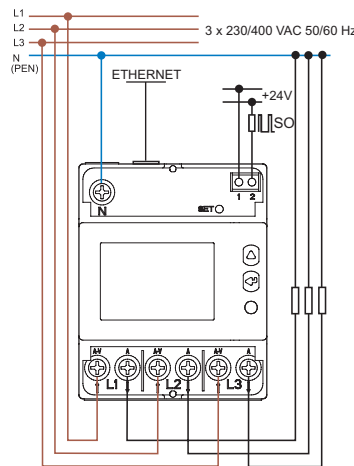 L1
L2
L3
3 x 230/400 VAC 50/60 Hz
N
(PEN)
ETHERNET
+24V
SO
1 2
N
SET
A-V A A-V A A-V A
L1 L2 L3